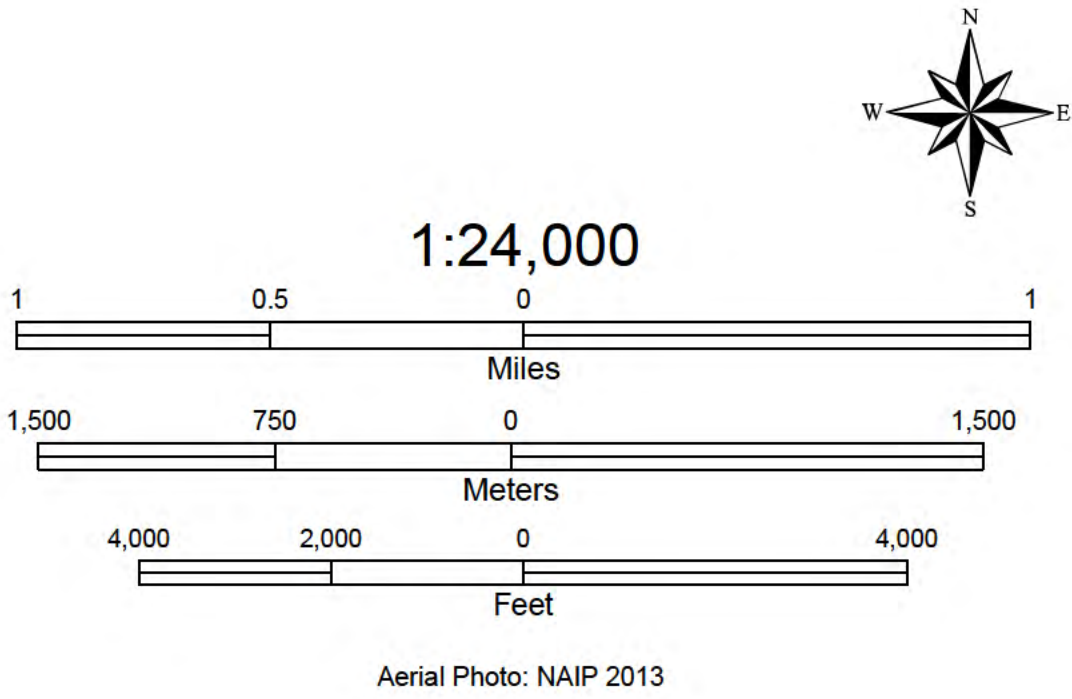 N
W E
S
1:24,000
1 0.5 0 1
Miles
1,500 750 0 1,500
Meters
4,000 2,000 0 4,000
Feet
Aerial Photo: NAIP 2013